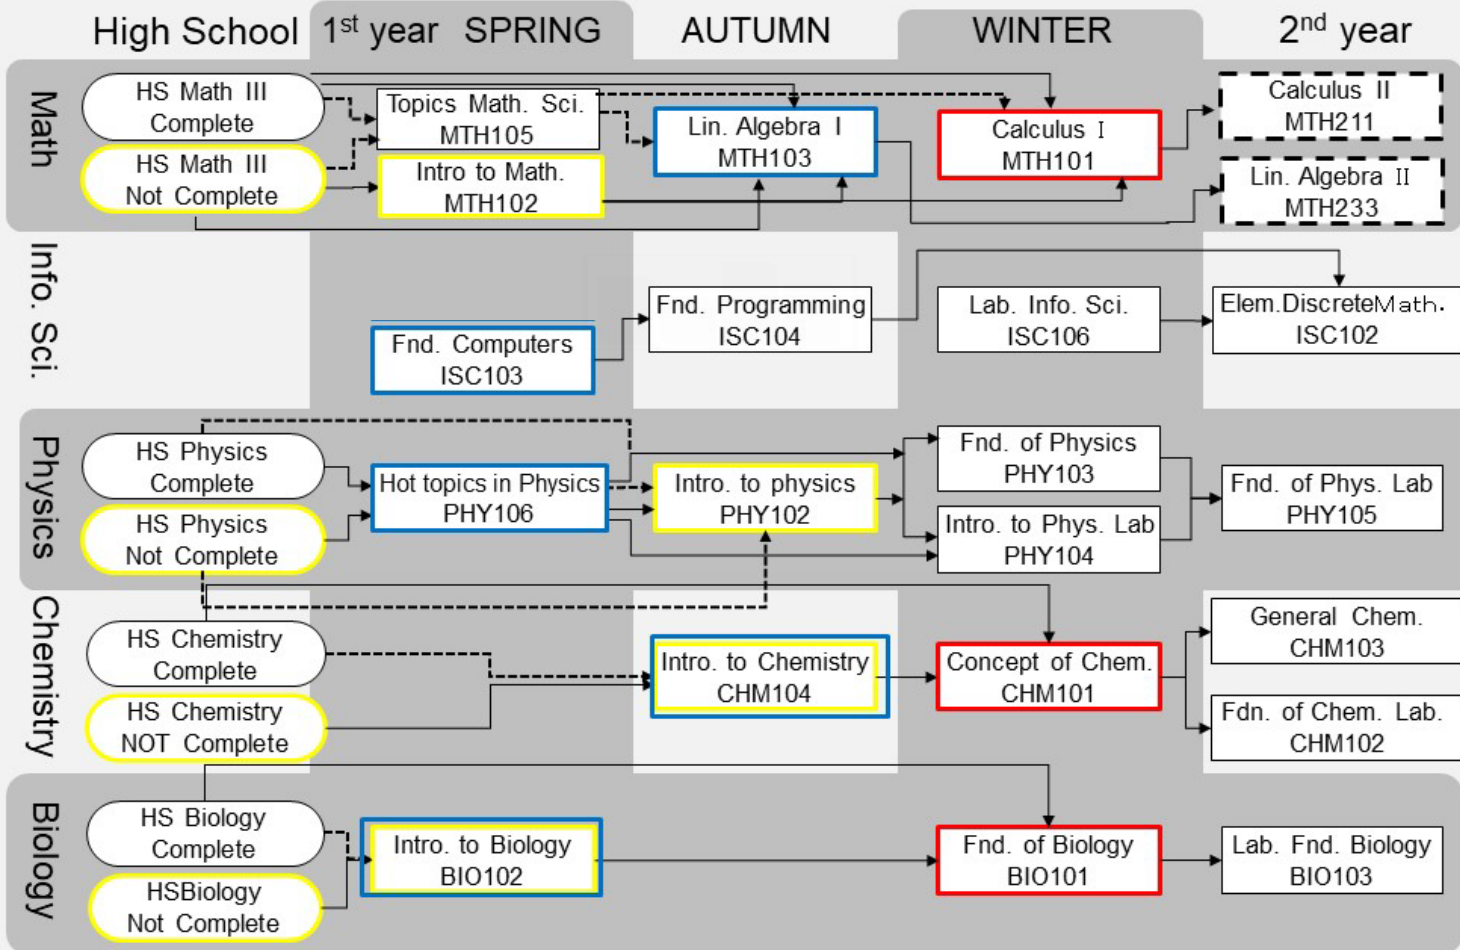 High School 1st year SPRING AUTUMN WINTER 2nd year
Math
HS Math III
Complete
HS Math III
Not Complete
Topics Math. Sci.
MTH105
Intro to Math.
MTH102
Lin. Algebra I
MTH103
Calculus I
MTH101
Calculus II
MTH211
Lin. Algebra II
MTH233
Info. Sci.
Fnd. Computers
ISC103
Fnd. Programming
ISC104
Lab. Info. Sci.
ISC106
Elem.DiscreteMath.
ISC102
Physics
HS Physics
Complete
HS Physics
Not Complete
Hot topics in Physics
PHY106
Intro. to physics
PHY102
Fnd. of Physics
PHY103
Intro. to Phys. Lab
PHY104
Fnd. of Phys. Lab
PHY105
Chemistry
HS Chemistry
Complete
HS Chemistry
NOT Complete
Intro. to Chemistry
CHM104
Concept of Chem.
CHM101
General Chem.
CHM103
Fdn. of Chem. Lab.
CHM102
Biology
HS Biology
Complete
HSBiology
Not Complete
Intro. to Biology
BIO102
Fnd. of Biology
BIO101
Lab. Fnd. Biology
BIO103